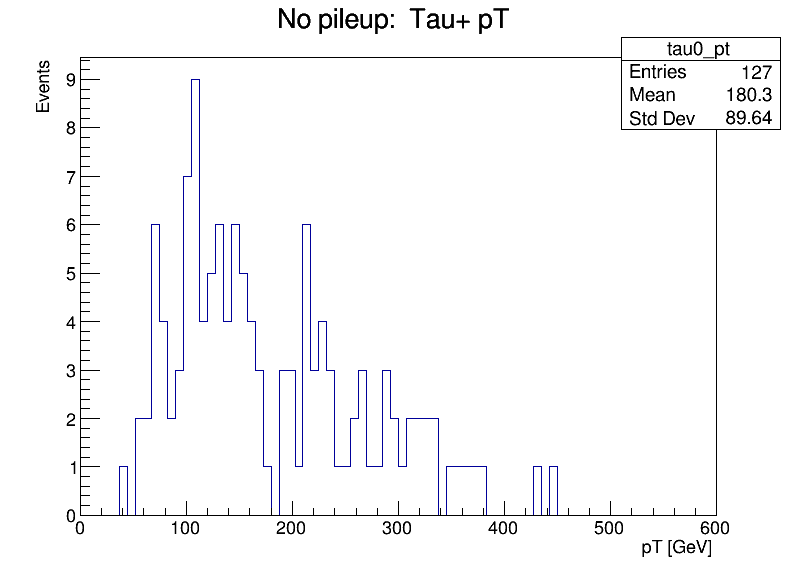 No pileup: Tau+ pT
tau0_pt
Entries 127
Mean 180.3
Std Dev 89.64
Events
9
8
7
6
5
4
3
2
1
0
0 100 200 300 400 500 600
pT [GeV]